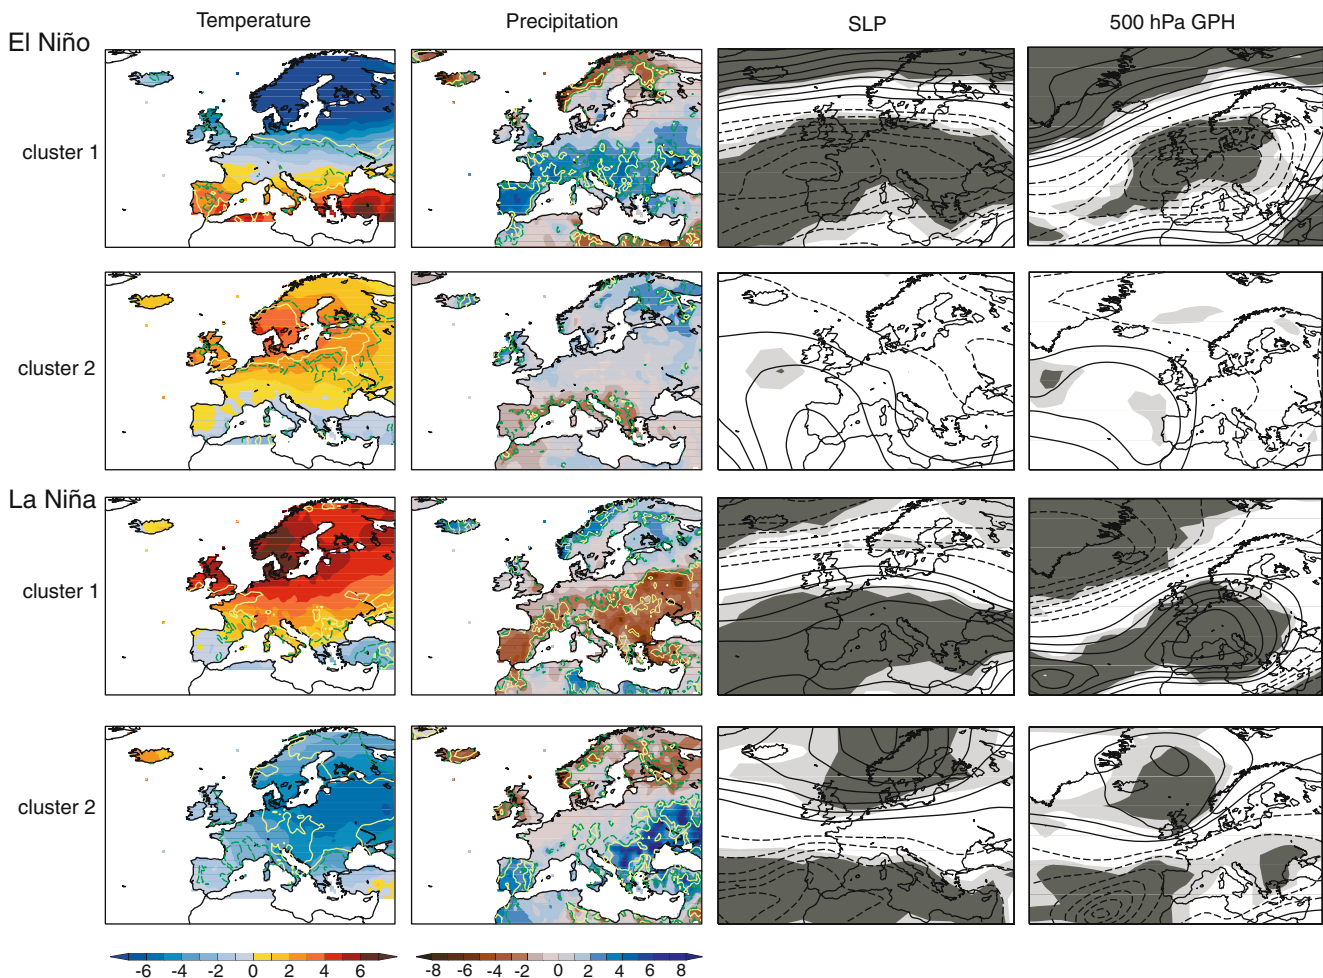 Temperature Precipitation SLP 500 hPa GPH
El Niño
cluster 1
cluster 2
La Niña
cluster 1
cluster 2
-6 -4 -2 0 2 4 6 -8 -6 -4 -2 0 2 4 6 8